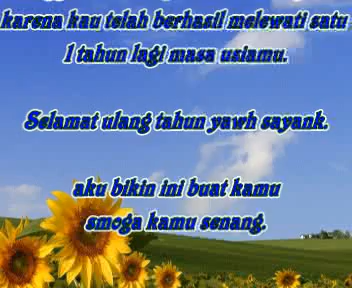 karena kau telah berhasil melewati satu
1 tahun lagi masa usiamu.
Selamat ulang tahun yawh sayank.
aku bikin ini buat kamu
smoga kamu senang.